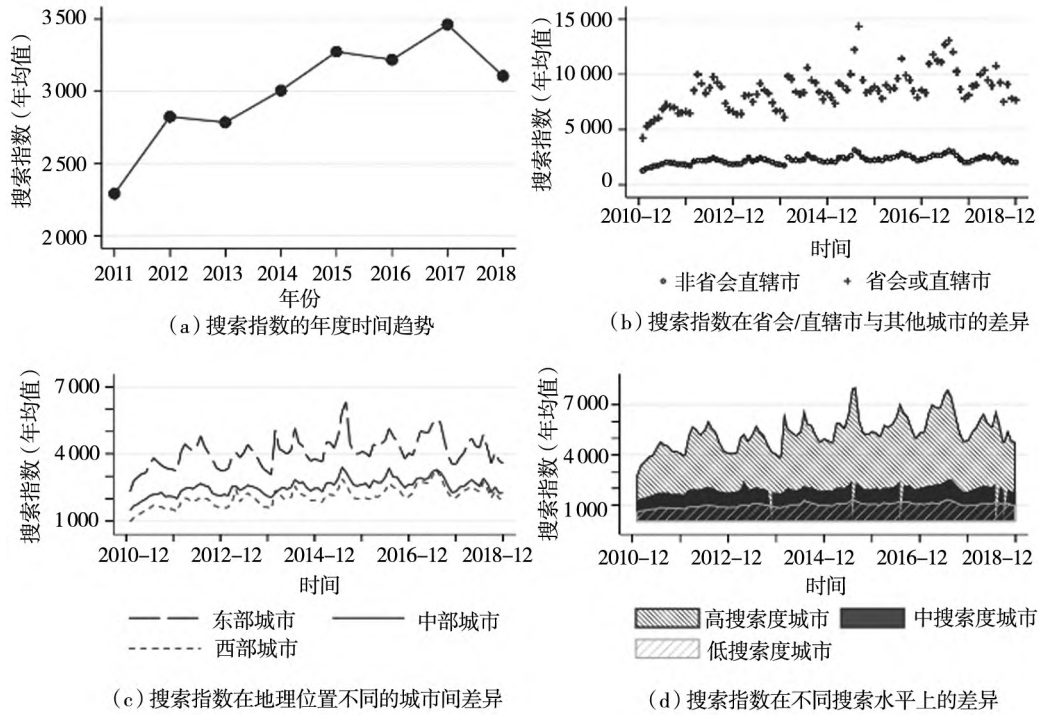 搜索指数（年均值）
3 500
3 000
2 500
2 000
2011 2012 2013 2014 2015 2016 2017 2018
年份
（a）搜索指数的年度时间趋势
搜索指数（年均值）
15 000
10 000
5 000
0
2010–12 2012–12 2014–12 2016–12 2018–12
时间
非省会直辖市 省会或直辖市
（b）搜索指数在省会/直辖市与其他城市的差异
搜索指数（年均值）
7 000
4 000
1 000
2010–12 2012–12 2014–12 2016–12 2018–12
时间
东部城市 中部城市
西部城市
（c）搜索指数在地理位置不同的城市间差异
搜索指数（年均值）
7 000
4 000
1 000
2010–12 2012–12 2014–12 2016–12 2018–12
时间
高搜索度城市 中搜索度城市
低搜索度城市
（d）搜索指数在不同搜索水平上的差异